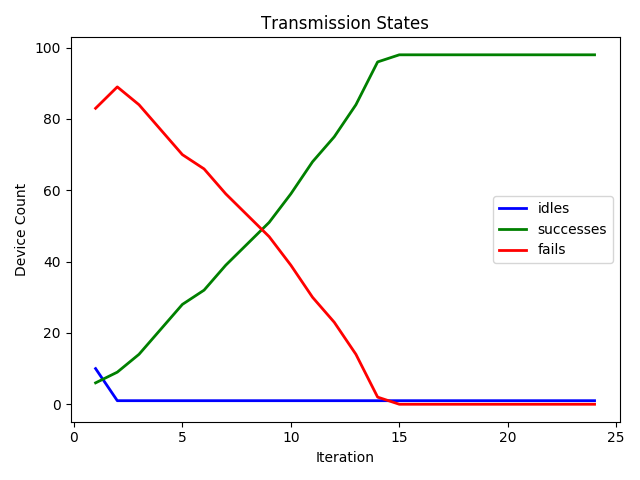 Transmission States
100
80
60
40
20
0
Device Count
idles
successes
fails
0 5 10 15 20 25
Iteration